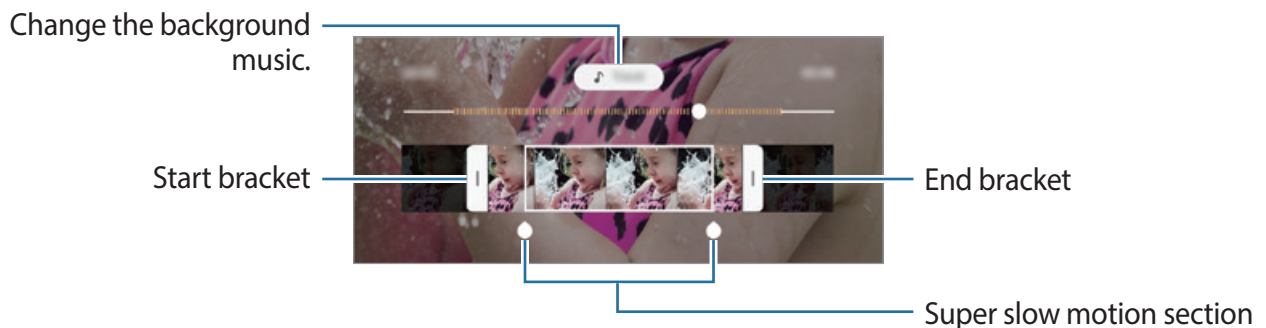 Change the background
music.
Start bracket
End bracket
Super slow motion section